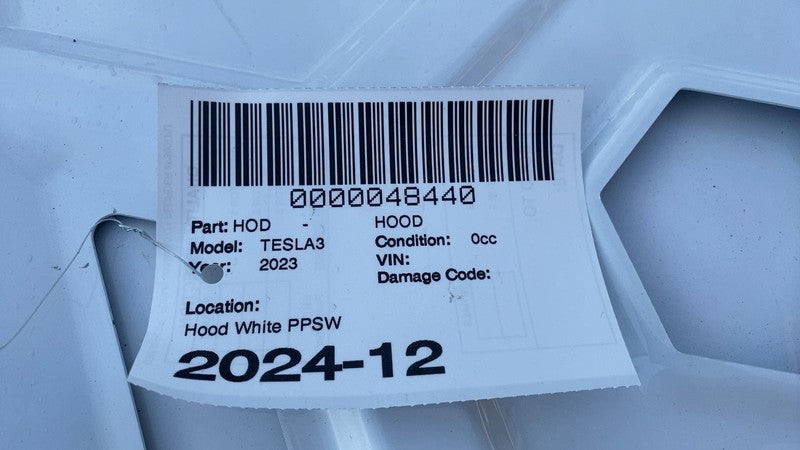 0000048440
Part: HOD - HOOD
Model: TESLA3 Condition: 0cc
Year: 2023 VIN:
Damage Code:
Location:
Hood White PPSW
2024-12